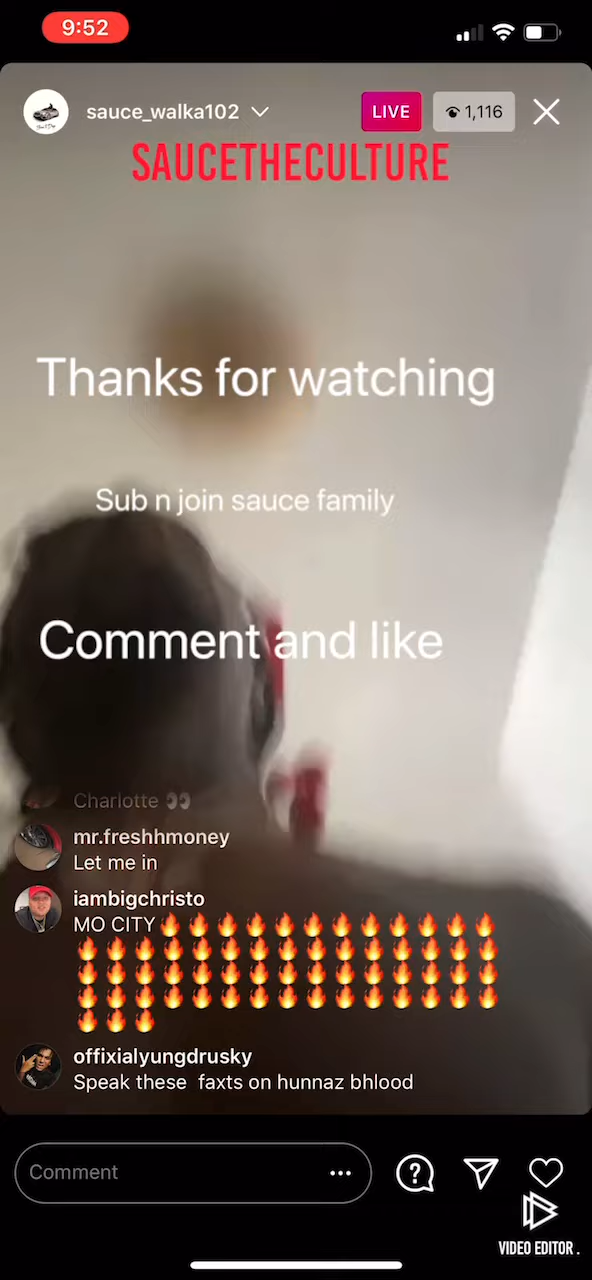 9:52
sauce_walka102
LIVE
1,116
SAUCETHECULTURE
Thanks for watching
Sub n join sauce family
Comment and like
Charlotte 👀
mr.freshhmoney
Let me in
iambigchristo
MO CITY🔥🔥🔥🔥🔥🔥🔥🔥🔥🔥🔥🔥
🔥🔥🔥🔥🔥🔥🔥🔥🔥🔥🔥🔥🔥🔥🔥
🔥🔥🔥🔥🔥🔥🔥🔥🔥🔥🔥🔥🔥🔥🔥
🔥🔥🔥🔥🔥🔥🔥🔥🔥🔥🔥🔥🔥🔥🔥
🔥🔥🔥
offixialyungdrusky
Speak these  faxts on hunnaz bhlood
Comment
VIDEO EDITOR .